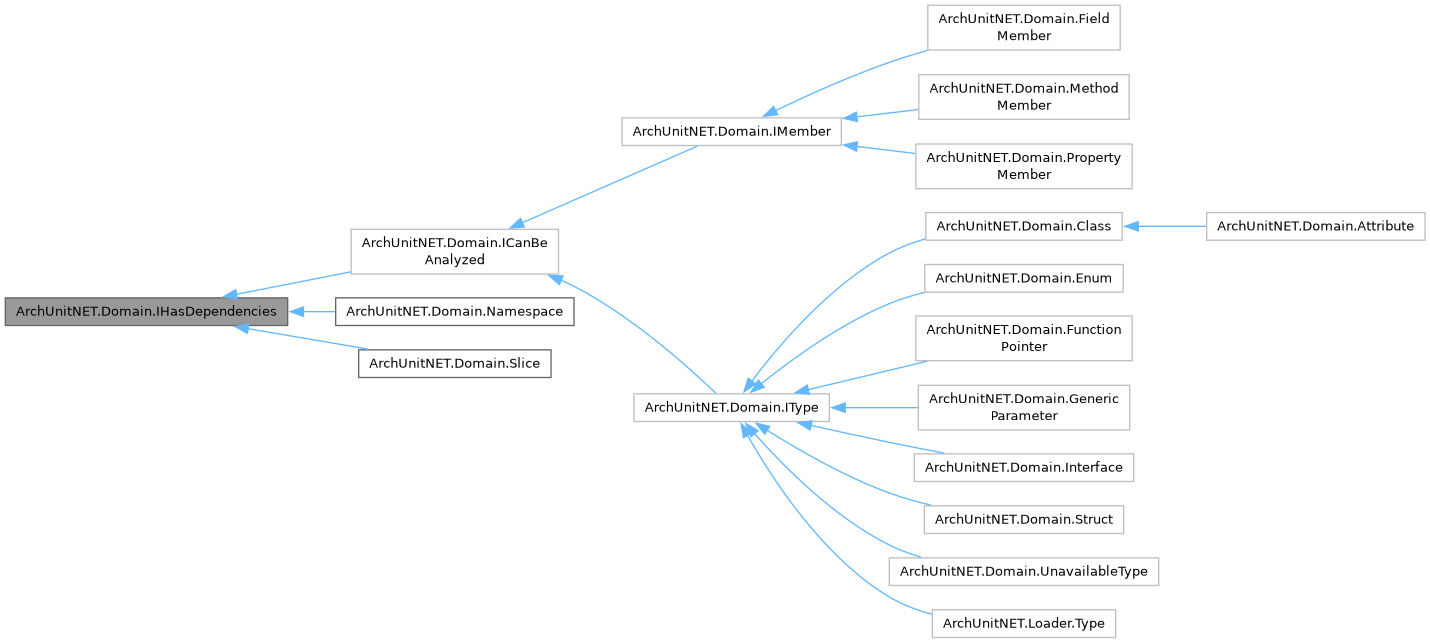 ArchUnitNET.Domain.Field
Member
ArchUnitNET.Domain.Method
Member
ArchUnitNET.Domain.IMember
ArchUnitNET.Domain.Property
Member
ArchUnitNET.Domain.Class
ArchUnitNET.Domain.Attribute
ArchUnitNET.Domain.ICanBe
Analyzed
ArchUnitNET.Domain.Enum
ArchUnitNET.Domain.IHasDependencies
ArchUnitNET.Domain.Namespace
ArchUnitNET.Domain.Function
Pointer
ArchUnitNET.Domain.Slice
ArchUnitNET.Domain.IType
ArchUnitNET.Domain.Generic
Parameter
ArchUnitNET.Domain.Interface
ArchUnitNET.Domain.Struct
ArchUnitNET.Domain.UnavailableType
ArchUnitNET.Loader.Type